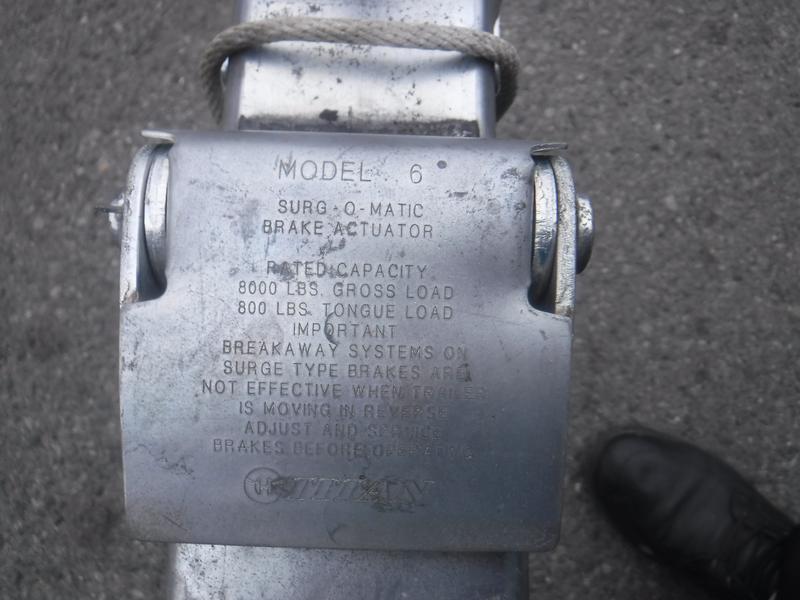 MODEL 6
SURG-O-MATIC
BRAKE ACTUATOR
RATED CAPACITY
8000 LBS. GROSS LOAD
800 LBS. TONGUE LOAD
IMPORTANT
BREAKAWAY SYSTEMS ON
SURGE TYPE BRAKES ARE
NOT EFFECTIVE WHEN TRAILER
IS MOVING IN REVERSE
ADJUST AND SERVICE
BRAKES BEFORE OPERATING
TITAN